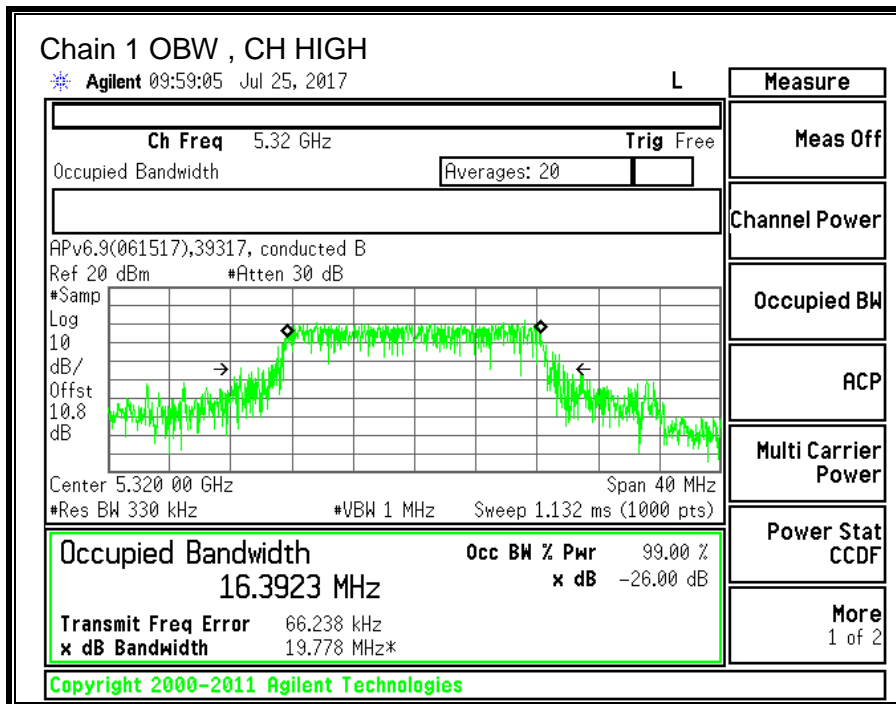 Chain 1 OBW , CH HIGH
Agilent 09:59:05 Jul 25, 2017 L
Measure
Ch Freq 5.32 GHz Trig Free
Meas Off
Occupied Bandwidth Averages: 20
Channel Power
APv6.9(061517),39317, conducted B
Ref 20 dBm #Atten 30 dB
#Samp
Log
10
dB/
Offst
10.8
dB
Occupied BW
ACP
Multi Carrier
Power
Center 5.320 00 GHz Span 40 MHz
#Res BW 330 kHz #VBW 1 MHz Sweep 1.132 ms (1000 pts)
Power Stat
CCDF
Occupied Bandwidth Occ BW % Pwr 99.00 %
16.3923 MHz x dB -26.00 dB
Transmit Freq Error 66.238 kHz
x dB Bandwidth 19.778 MHz*
More
1 of 2
Copyright 2000-2011 Agilent Technologies